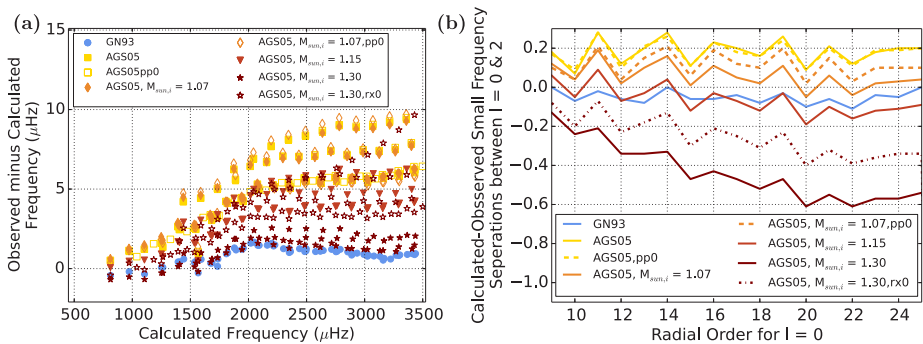 (a)
Observed minus Calculated
Frequency (μHz)
15
10
5
0
500 1000 1500 2000 2500 3000 3500
Calculated Frequency (μHz)
GN93
AGS05
AGS05pp0
AGS05, M_sun,i = 1.07
AGS05, M_sun,i = 1.07,pp0
AGS05, M_sun,i = 1.15
AGS05, M_sun,i = 1.30
AGS05, M_sun,i = 1.30,rx0
(b)
Calculated-Observed Small Frequency
Seperations between l = 0 & 2
0.2
0.0
−0.2
−0.4
−0.6
−0.8
−1.0
10 12 14 16 18 20 22 24
Radial Order for l = 0
GN93
AGS05
AGS05,pp0
AGS05, M_sun,i = 1.07
AGS05, M_sun,i = 1.07,pp0
AGS05, M_sun,i = 1.15
AGS05, M_sun,i = 1.30
AGS05, M_sun,i = 1.30,rx0